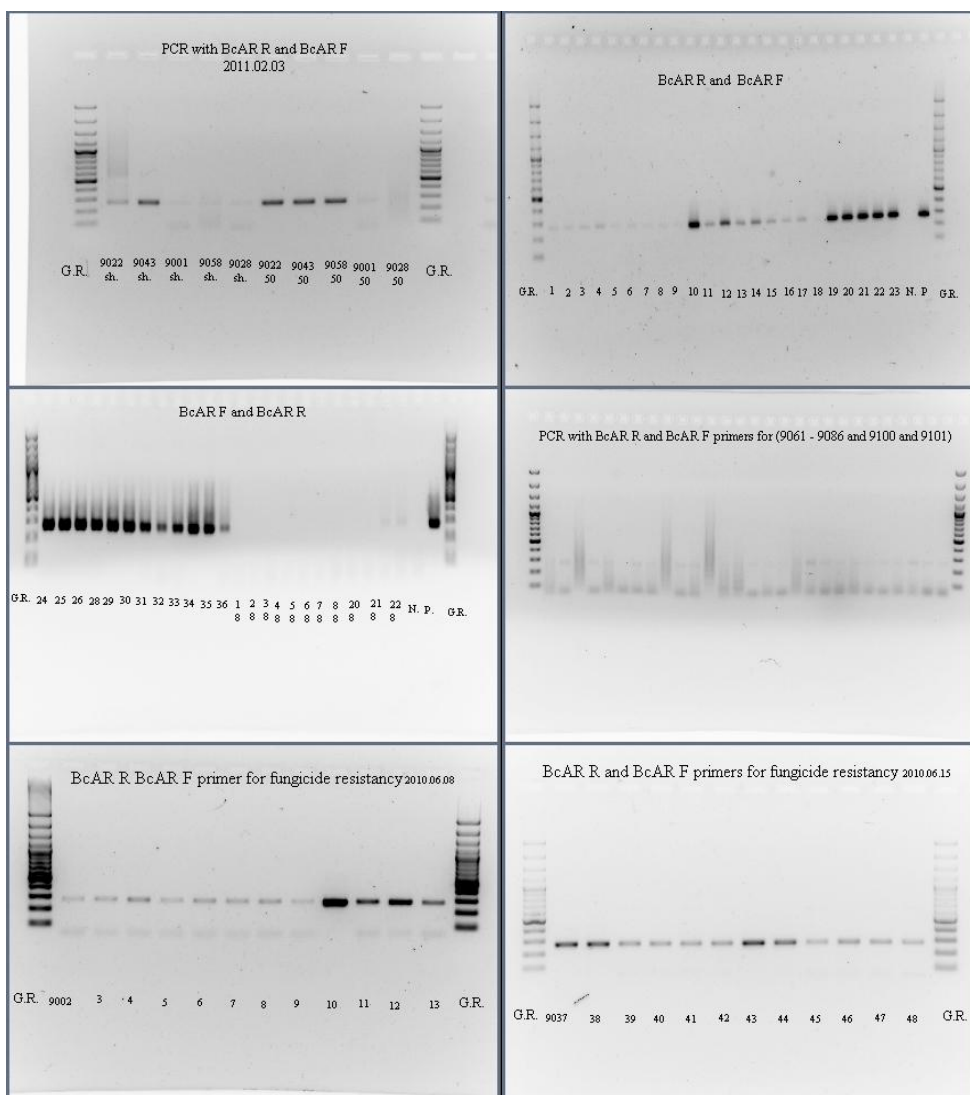 PCR with BcAR R and BcAR F
2011.02.03
G.R. 9022 9043 9001 9058 9028 9022 9043 9058 9001 9028 G.R.
sh. sh. sh. sh. sh. 50 50 50 50 50
BcAR R and BcAR F
G.R. 1 2 3 4 5 6 7 8 9 10 11 12 13 14 15 16 17 18 19 20 21 22 23 N. P G.R.
BcAR F and BcAR R
G.R. 24 25 26 28 29 30 31 32 33 34 35 36 1 2 3 4 5 6 7 8 20 21 22 N. P. G.R.
8 8 8 8 8 8 8 8 8 8 8
PCR with BcAR R and BcAR F primers for (9061 - 9086 and 9100 and 9101)
BcAR R BcAR F primer for fungicide resistancy 2010.06.08
G.R. 9002 3 4 5 6 7 8 9 10 11 12 13 G.R.
BcAR R and BcAR F primers for fungicide resistancy 2010.06.15
G.R. 9037 38 39 40 41 42 43 44 45 46 47 48 G.R.